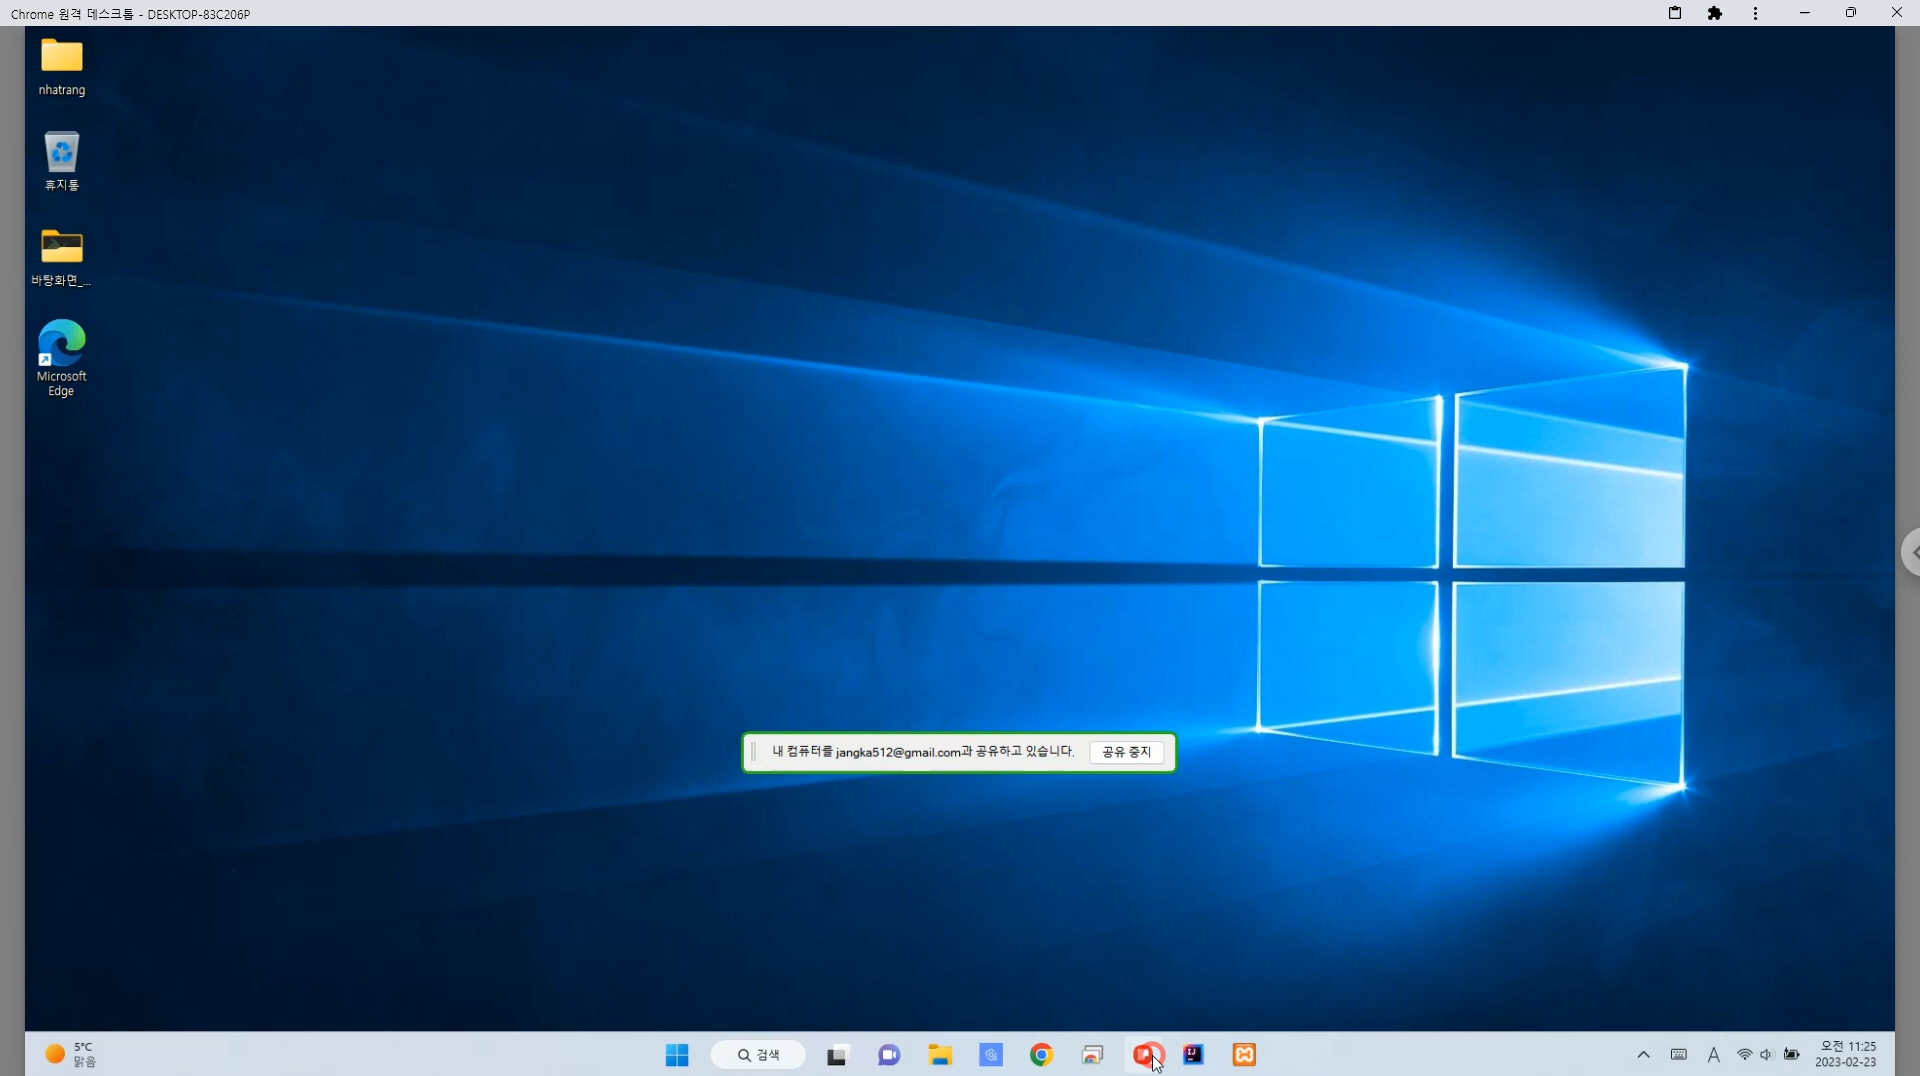 Chrome 원격 데스크톱 - DESKTOP-83C206P
nhatrang
휴지통
바탕화면_...
Microsoft
Edge
내 컴퓨터를 jangka512@gmail.com과 공유하고 있습니다.
공유 중지
5°C
맑음
검색
IJ
A
오전 11:25
2023-02-23